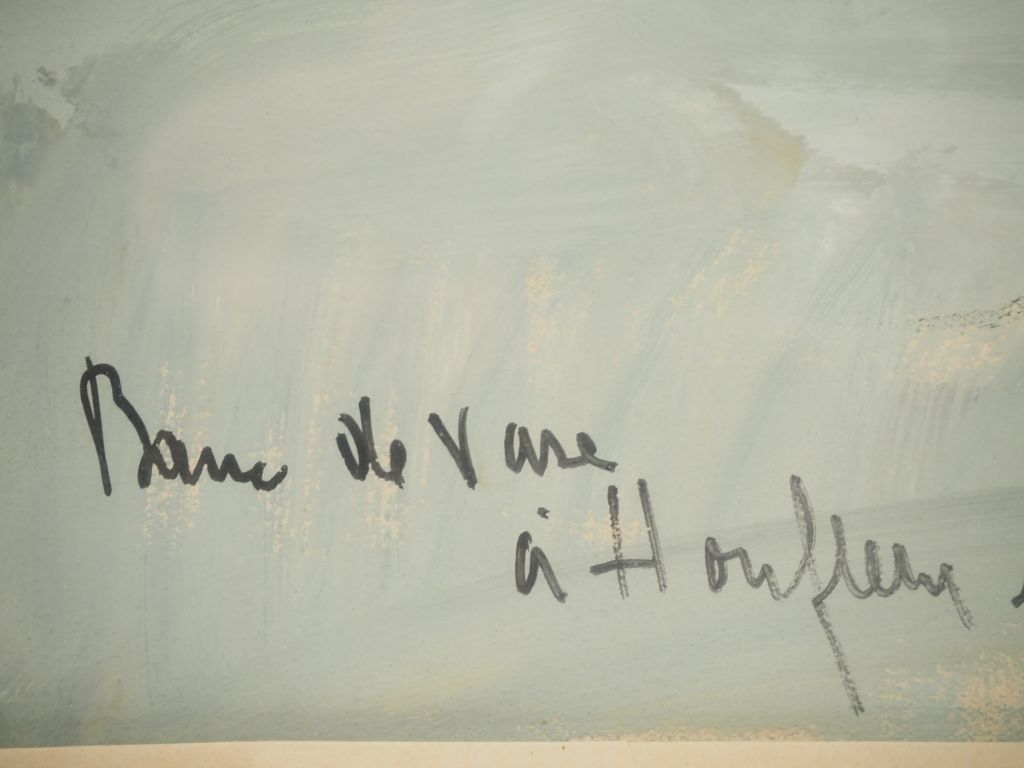 Banc de Vase
à Honfleur